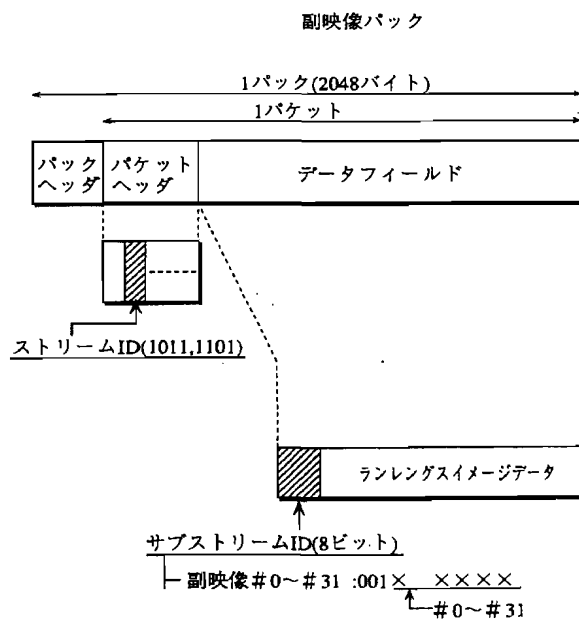 副映像パック
1パック(2048バイト)
1パケット
パック
ヘッダ
パケット
ヘッダ
データフィールド
ストリームID(1011,1101)
ランレングスイメージデータ
サブストリームID(8ビット)
副映像#0〜#31 :001× ××××
#0〜#31